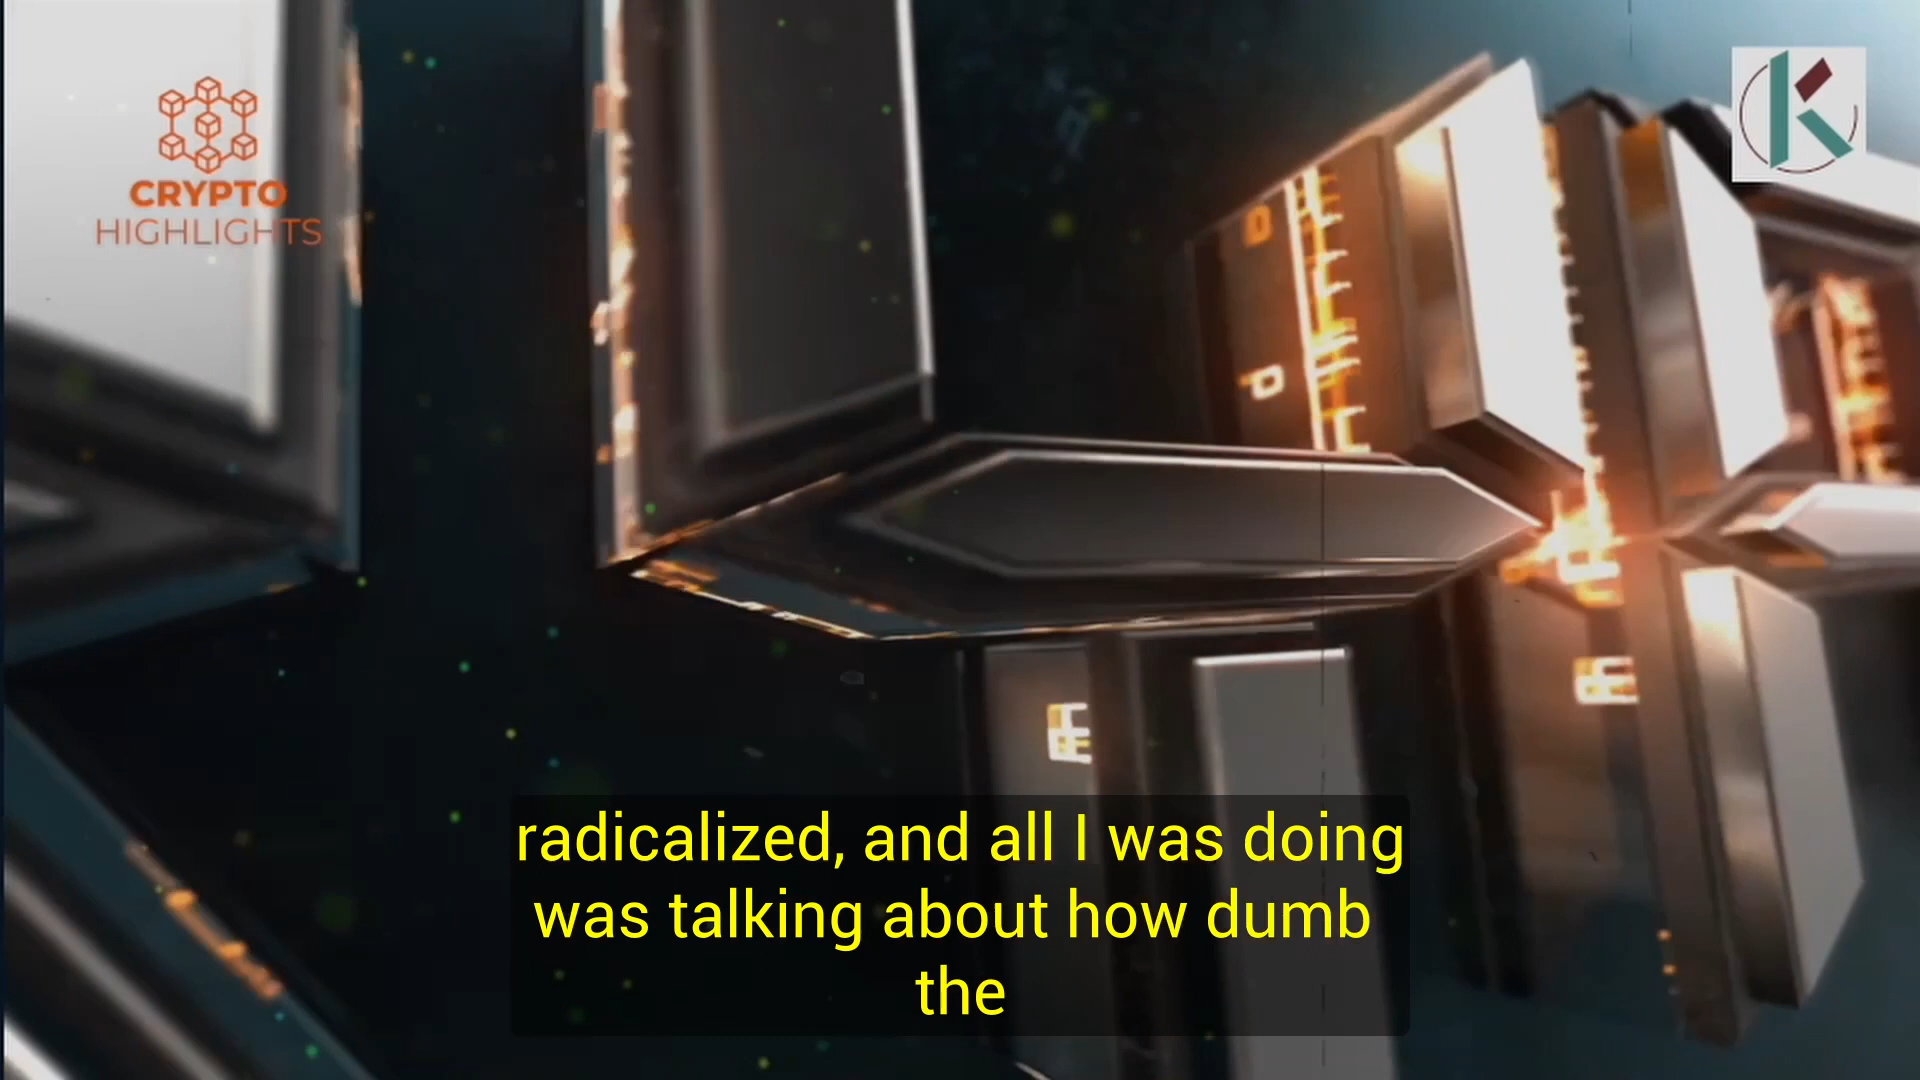 CRYPTO
HIGHLIGHTS
radicalized, and all I was doing
was talking about how dumb
the